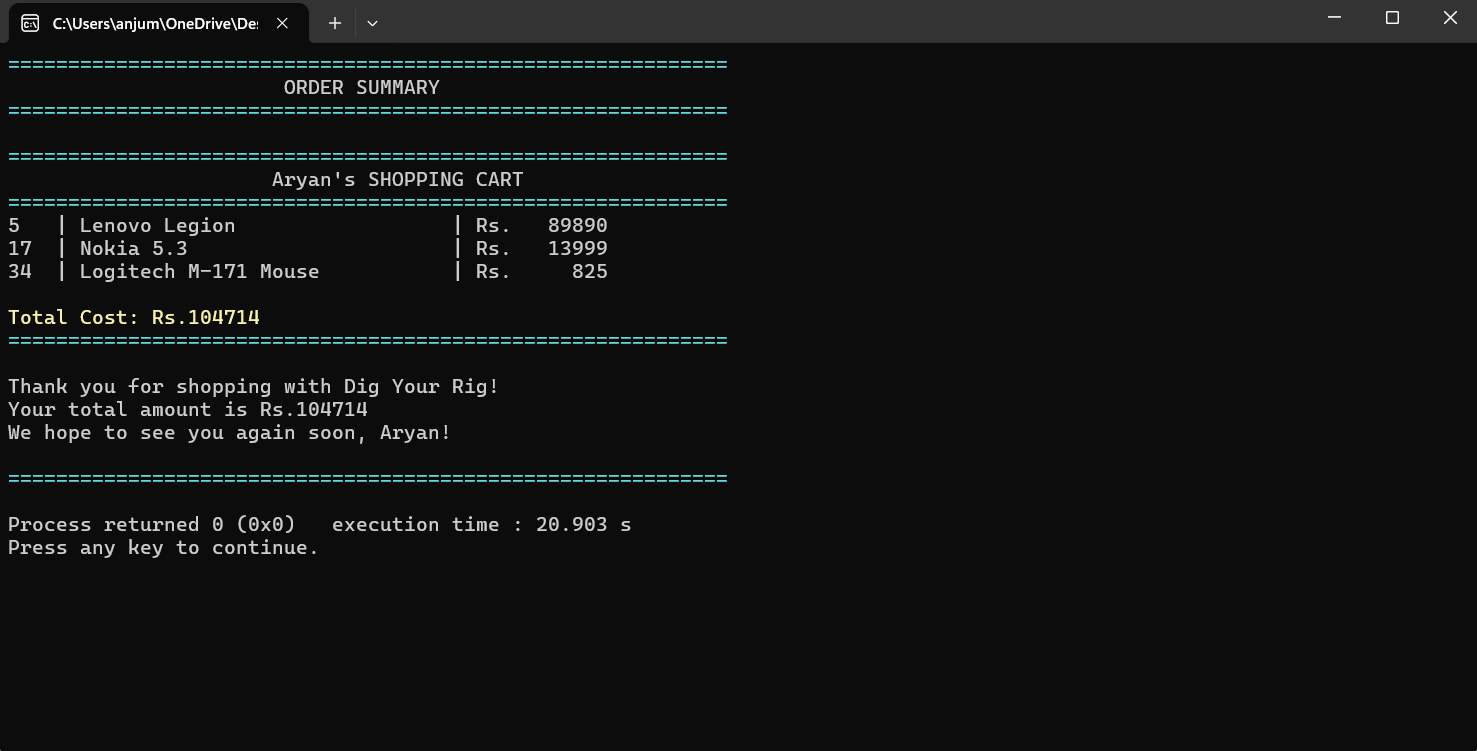 C:\Users\anjum\OneDrive\De
============================================================
ORDER SUMMARY
============================================================
============================================================
Aryan's SHOPPING CART
============================================================
5   | Lenovo Legion                  | Rs.   89890
17  | Nokia 5.3                      | Rs.   13999
34  | Logitech M-171 Mouse           | Rs.     825
Total Cost: Rs.104714
============================================================
Thank you for shopping with Dig Your Rig!
Your total amount is Rs.104714
We hope to see you again soon, Aryan!
============================================================
Process returned 0 (0x0)   execution time : 20.903 s
Press any key to continue.